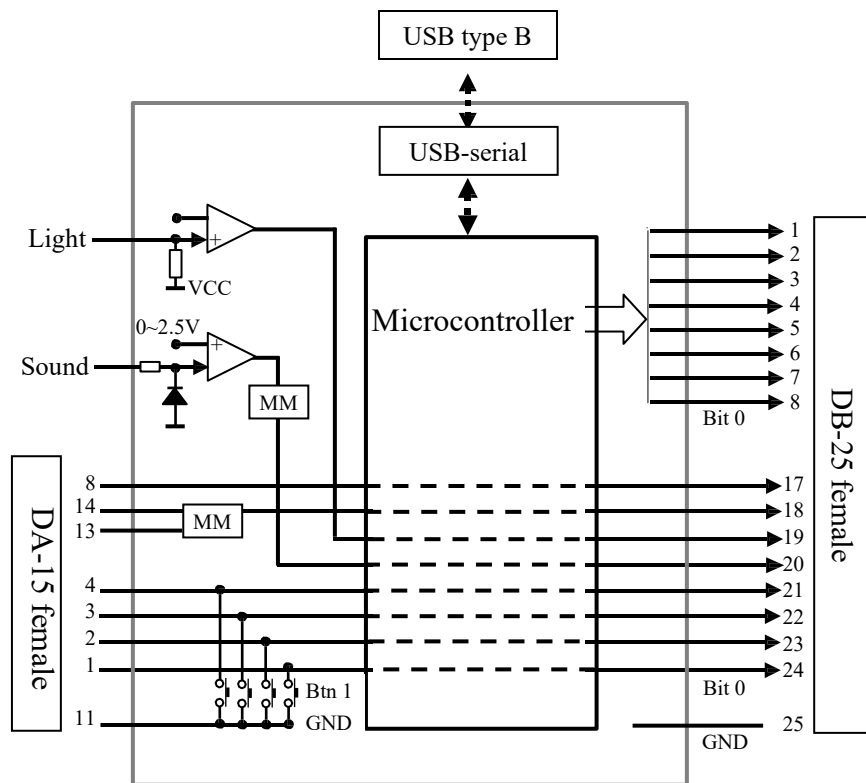 USB type B
USB-serial
Light
+
VCC
0~2.5V
Sound
+
MM
Microcontroller
1
2
3
4
5
6
7
8
Bit 0
DB-25 female
DA-15 female
8
14
13
MM
4
3
2
1
11
Btn 1
GND
17
18
19
20
21
22
23
24
Bit 0
25
GND